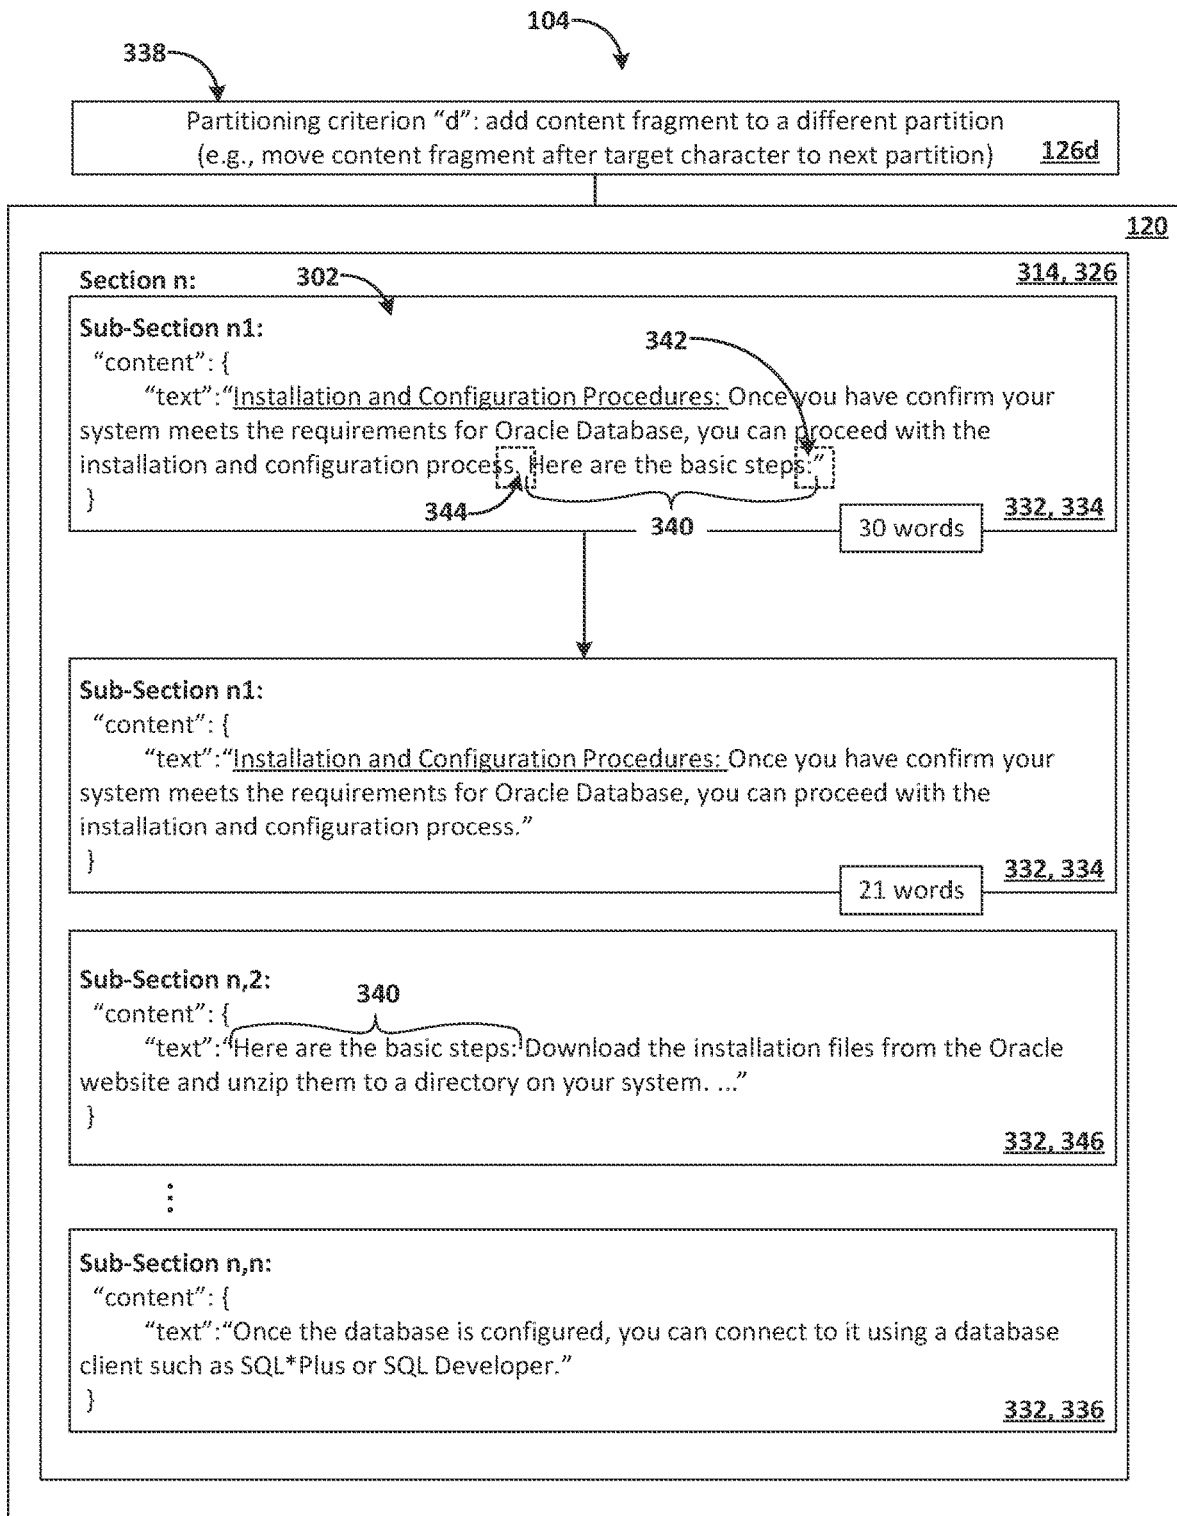 104
338
Partitioning criterion “d”: add content fragment to a different partition
(e.g., move content fragment after target character to next partition) 126d
120
314, 326
Section n: 302
Sub-Section n1:
342
“content”: {
“text”:“Installation and Configuration Procedures: Once you have confirm your
system meets the requirements for Oracle Database, you can proceed with the
installation and configuration process. Here are the basic steps:”
}
344
340
332, 334
30 words
Sub-Section n1:
“content”: {
“text”:“Installation and Configuration Procedures: Once you have confirm your
system meets the requirements for Oracle Database, you can proceed with the
installation and configuration process.”
}
332, 334
21 words
Sub-Section n,2:
340
“content”: {
“text”:“Here are the basic steps: Download the installation files from the Oracle
website and unzip them to a directory on your system. ...”
}
332, 346
⋮
Sub-Section n,n:
“content”: {
“text”:“Once the database is configured, you can connect to it using a database
client such as SQL*Plus or SQL Developer.”
}
332, 336